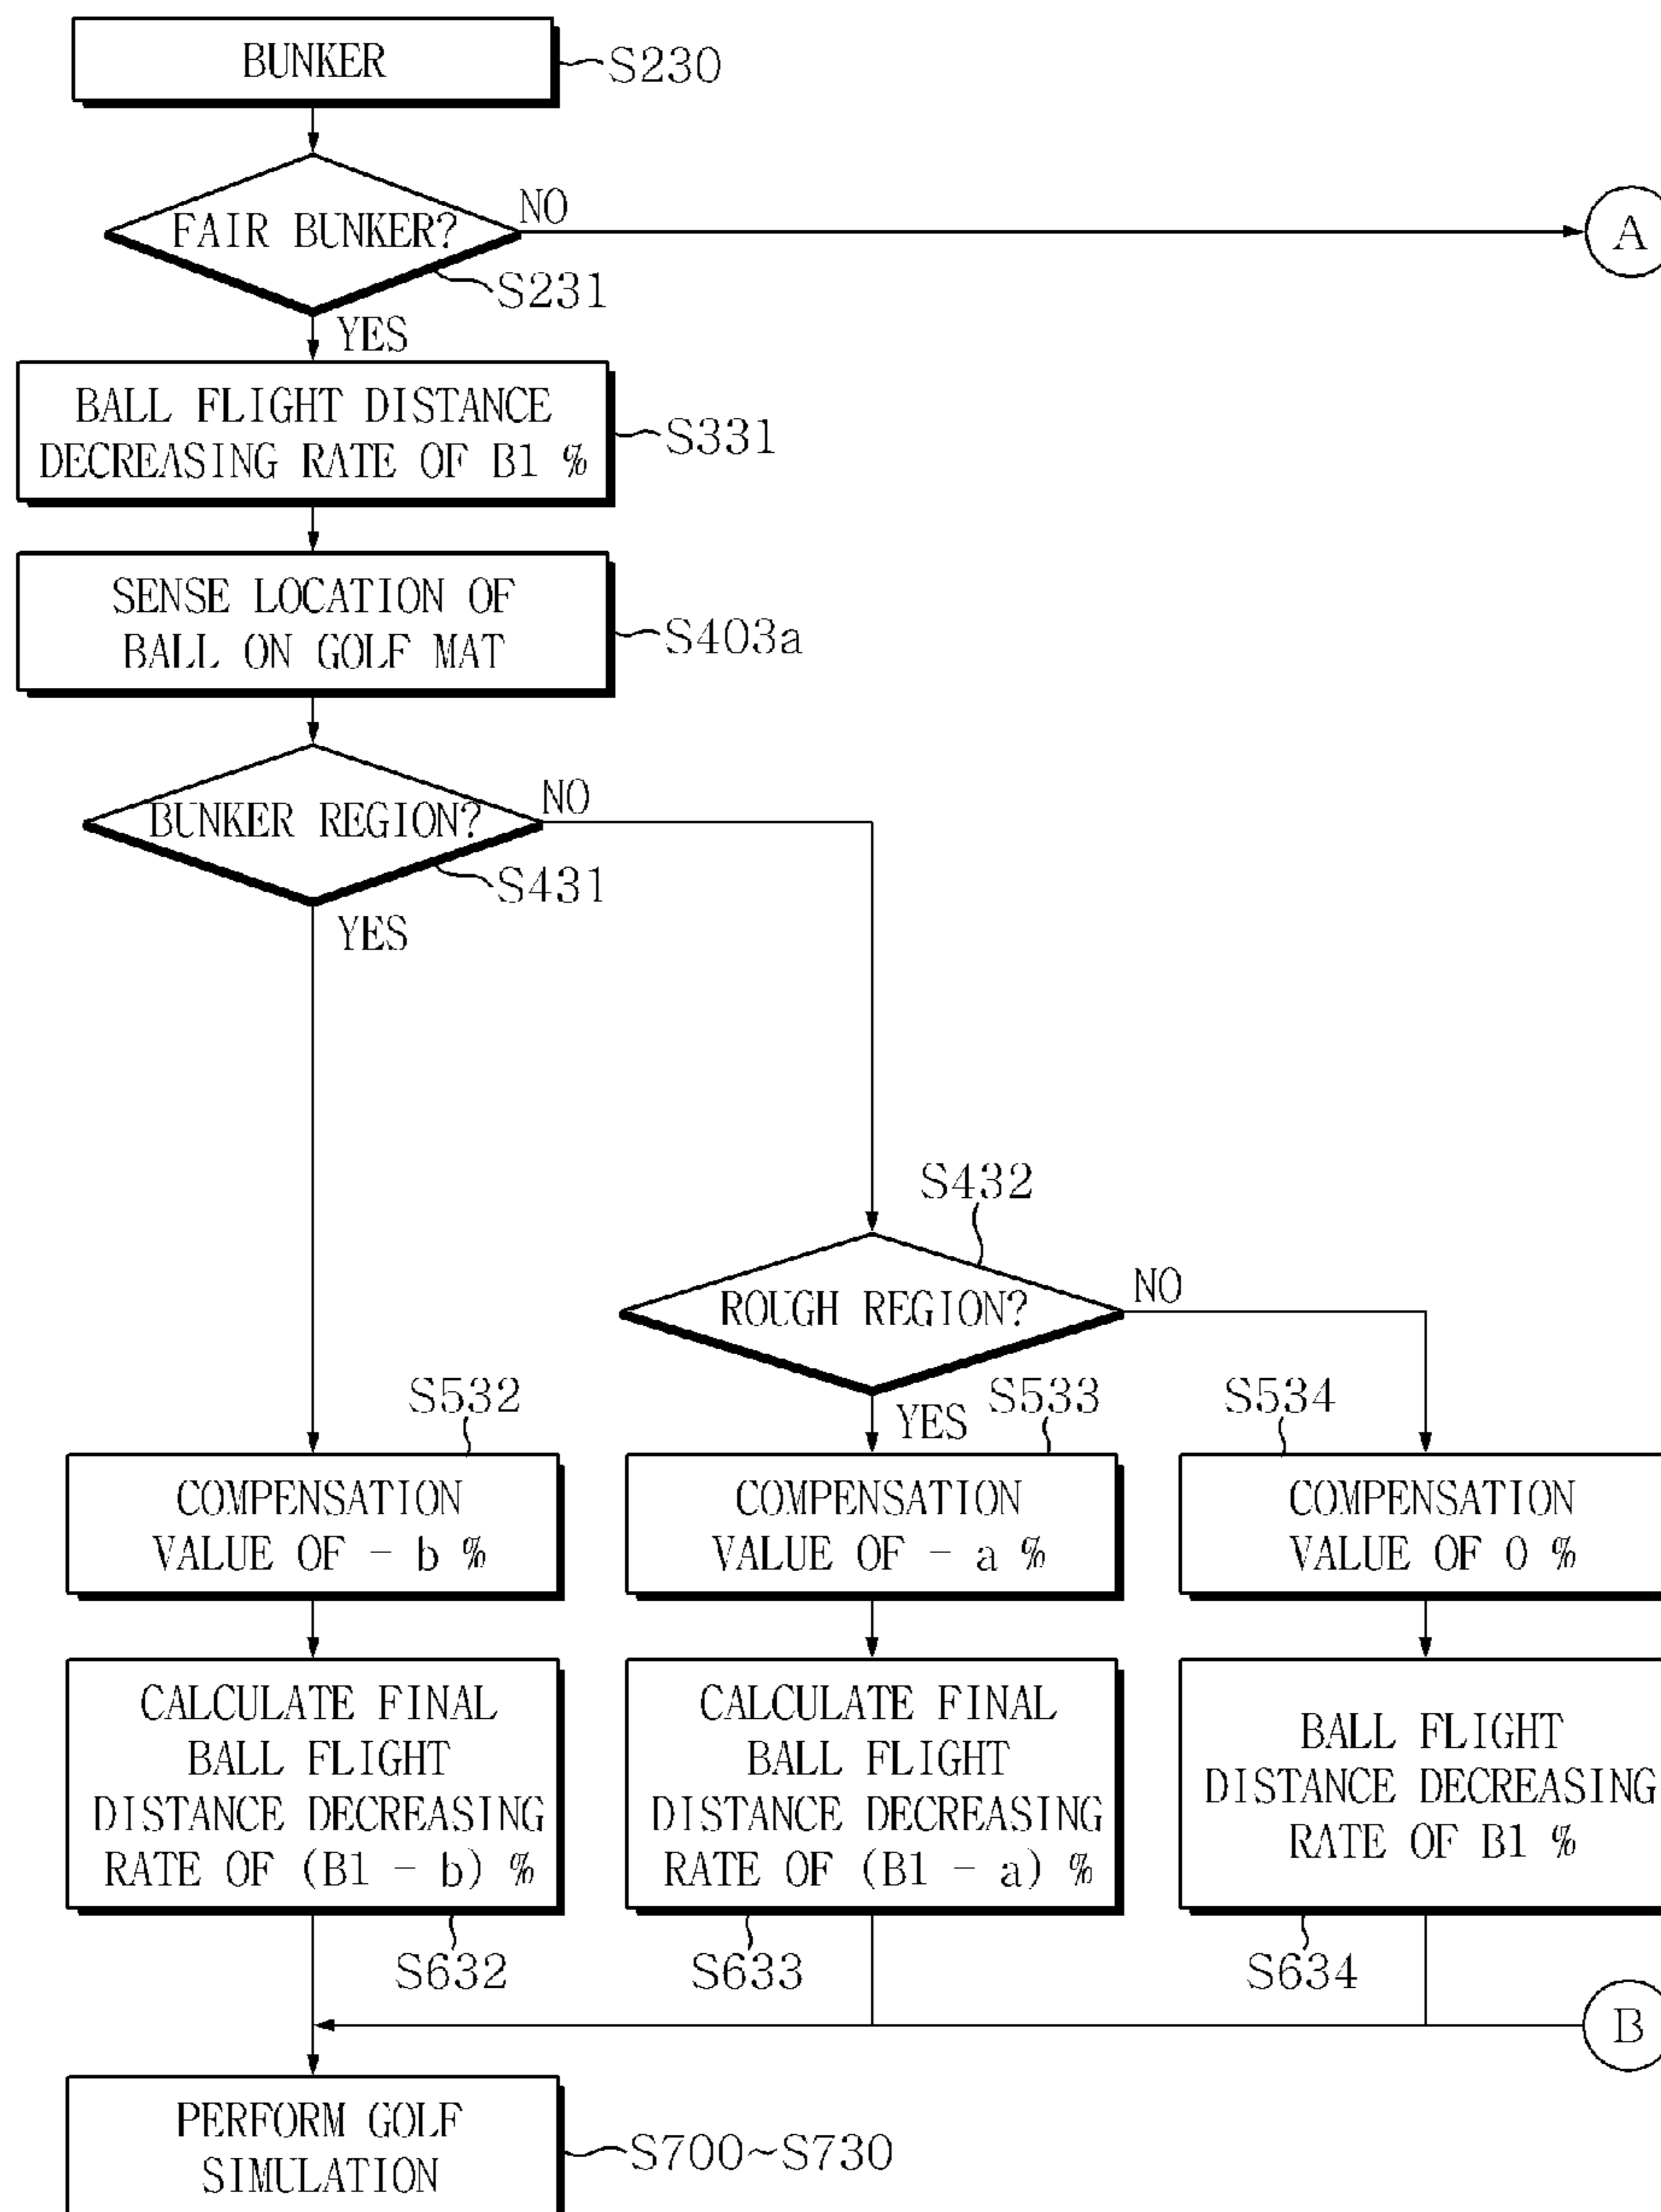 BUNKER
S230
FAIR BUNKER?
NO
A
S231
YES
BALL FLIGHT DISTANCE
DECREASING RATE OF B1 %
S331
SENSE LOCATION OF
BALL ON GOLF MAT
S403a
BUNKER REGION?
NO
S431
YES
S432
ROUGH REGION?
NO
YES
S532
S533
S534
COMPENSATION
VALUE OF - b %
COMPENSATION
VALUE OF - a %
COMPENSATION
VALUE OF 0 %
CALCULATE FINAL
BALL FLIGHT
DISTANCE DECREASING
RATE OF (B1 - b) %
CALCULATE FINAL
BALL FLIGHT
DISTANCE DECREASING
RATE OF (B1 - a) %
BALL FLIGHT
DISTANCE DECREASING
RATE OF B1 %
S632
S633
S634
B
PERFORM GOLF
SIMULATION
S700~S730